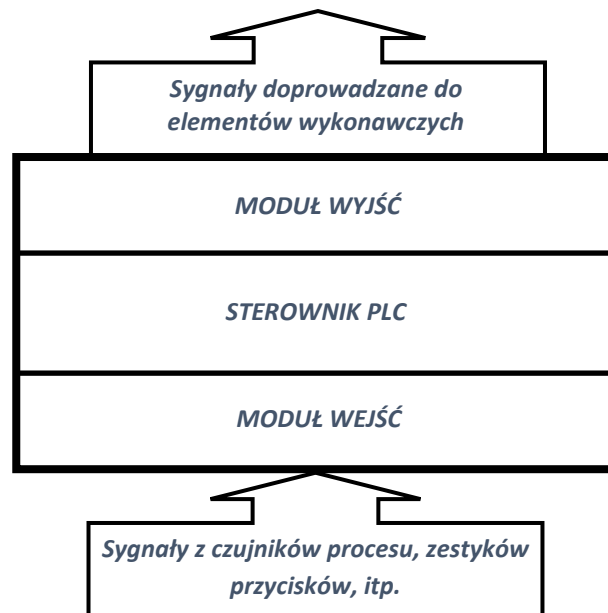 Sygnały doprowadzane do
elementów wykonawczych
MODUŁ WYJŚĆ
STEROWNIK PLC
MODUŁ WEJŚĆ
Sygnały z czujników procesu, zestyków
przycisków, itp.